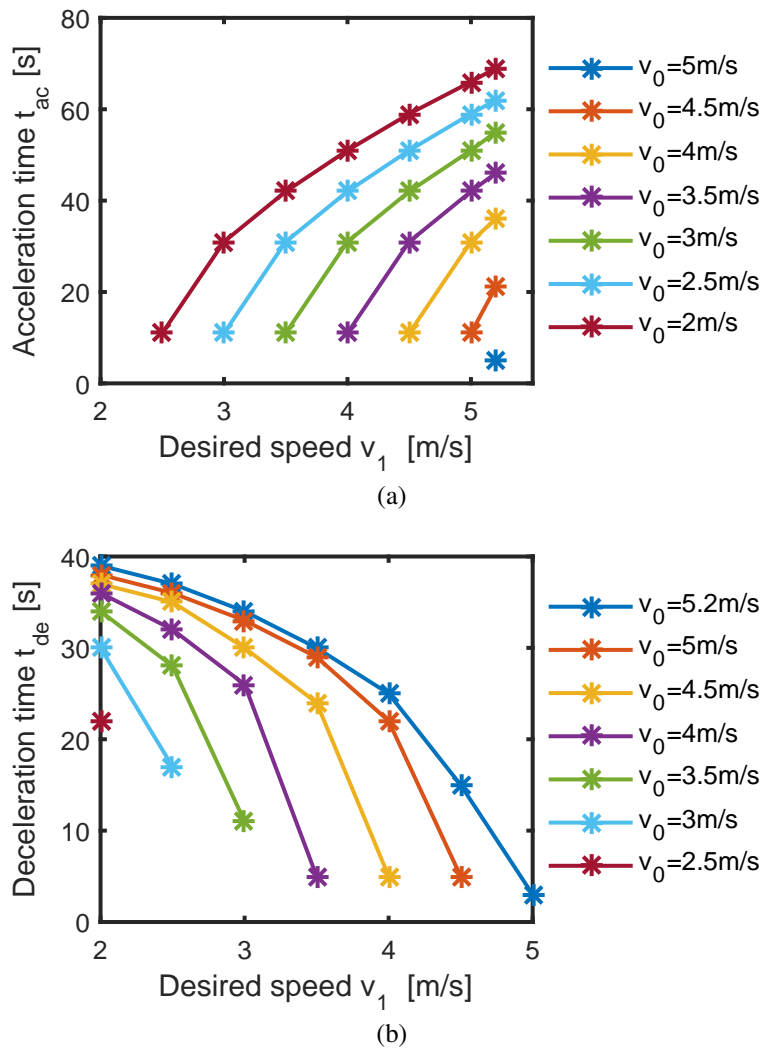 80
60
40
20
0
Acceleration time t_ac [s]
2
3
4
5
Desired speed v_1 [m/s]
v_0=5m/s
v_0=4.5m/s
v_0=4m/s
v_0=3.5m/s
v_0=3m/s
v_0=2.5m/s
v_0=2m/s
(a)
40
30
20
10
0
Deceleration time t_de [s]
2
3
4
5
Desired speed v_1 [m/s]
v_0=5.2m/s
v_0=5m/s
v_0=4.5m/s
v_0=4m/s
v_0=3.5m/s
v_0=3m/s
v_0=2.5m/s
(b)